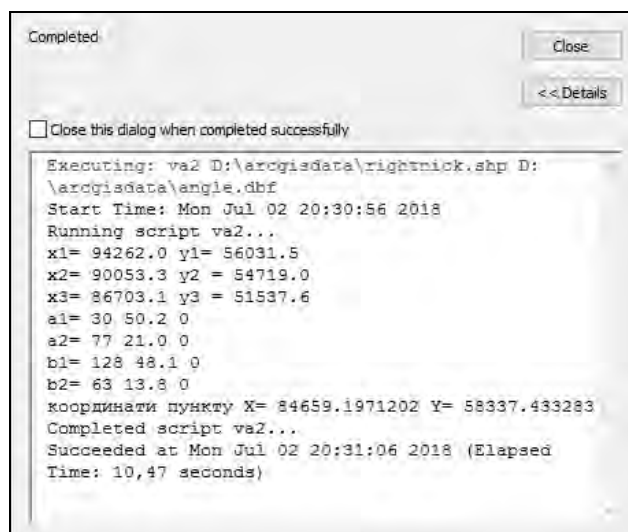 Completed
Close
<< Details
Close this dialog when completed successfully
Executing: va2 D:\arcgisdata\rightnick.shp D:
\arcgisdata\angle.dbf
Start Time: Mon Jul 02 20:30:56 2018
Running script va2...
x1= 94262.0 y1= 56031.5
x2= 90053.3 y2 = 54719.0
x3= 86703.1 y3 = 51537.6
a1= 30 50.2 0
a2= 77 21.0 0
b1= 128 48.1 0
b2= 63 13.8 0
координати пункту X= 84659.1971202 Y= 58337.433283
Completed script va2...
Succeeded at Mon Jul 02 20:31:06 2018 (Elapsed
Time: 10,47 seconds)